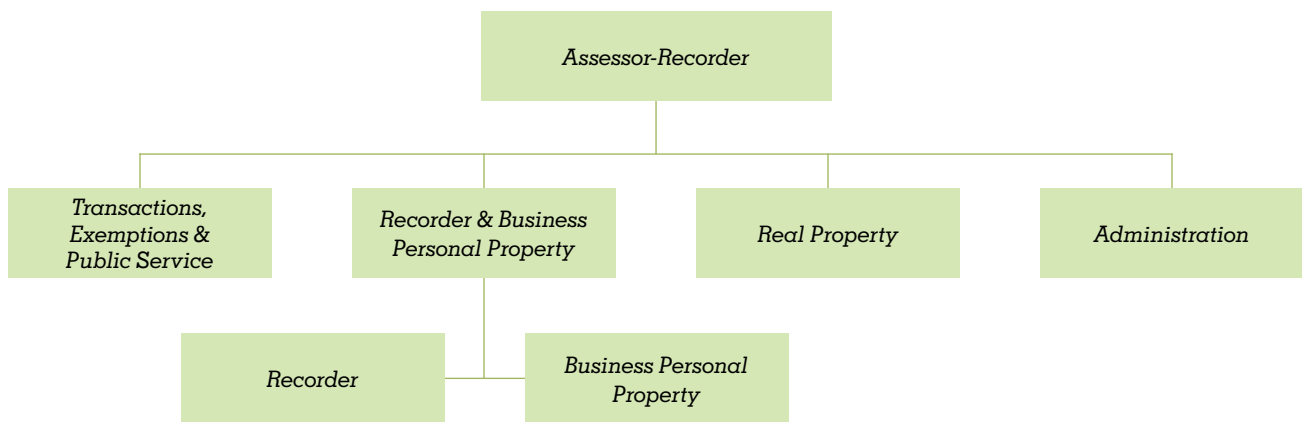 Assessor-Recorder
Transactions,
Exemptions &
Public Service
Recorder & Business
Personal Property
Real Property
Administration
Recorder
Business Personal
Property